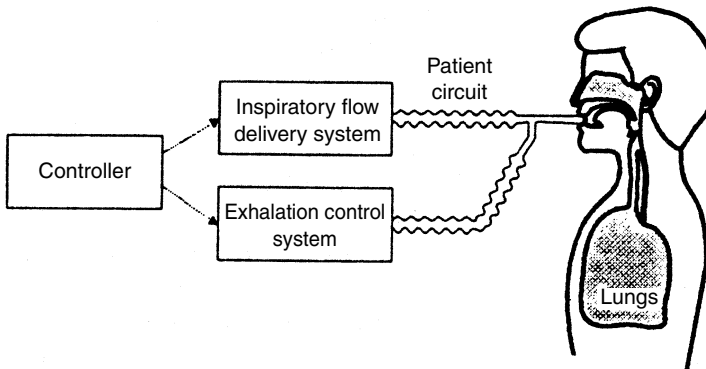 Patient
circuit
Inspiratory flow
delivery system
Controller
Exhalation control
system
Lungs